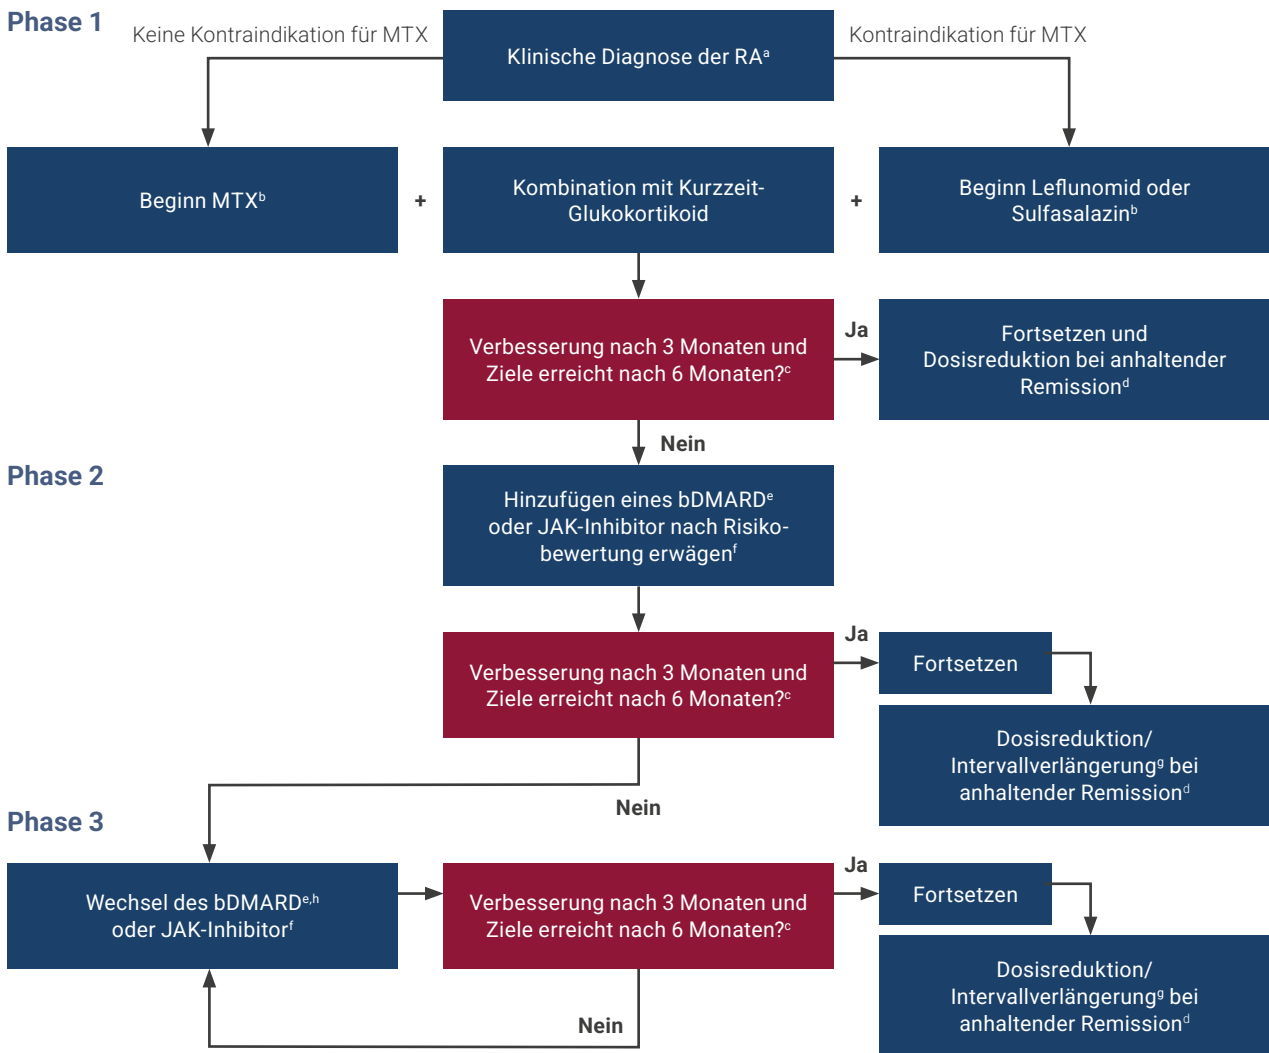 Phase 1
Keine Kontraindikation für MTX
Klinische Diagnose der RAᵃ
Kontraindikation für MTX
Beginn MTXᵇ
+
Kombination mit Kurzzeit-
Glukokortikoid
+
Beginn Leflunomid oder
Sulfasalazinᵇ
Verbesserung nach 3 Monaten und
Ziele erreicht nach 6 Monaten?ᶜ
Ja
Fortsetzen und
Dosisreduktion bei anhaltender
Remissionᵈ
Nein
Phase 2
Hinzufügen eines bDMARDᵉ
oder JAK-Inhibitor nach Risiko-
bewertung erwägenᶠ
Verbesserung nach 3 Monaten und
Ziele erreicht nach 6 Monaten?ᶜ
Ja
Fortsetzen
Dosisreduktion/
Intervallverlängerungᵍ bei
anhaltender Remissionᵈ
Nein
Phase 3
Wechsel des bDMARDᵉ,ʰ
oder JAK-Inhibitorᶠ
Verbesserung nach 3 Monaten und
Ziele erreicht nach 6 Monaten?ᶜ
Ja
Fortsetzen
Dosisreduktion/
Intervallverlängerungᵍ bei
anhaltender Remissionᵈ
Nein